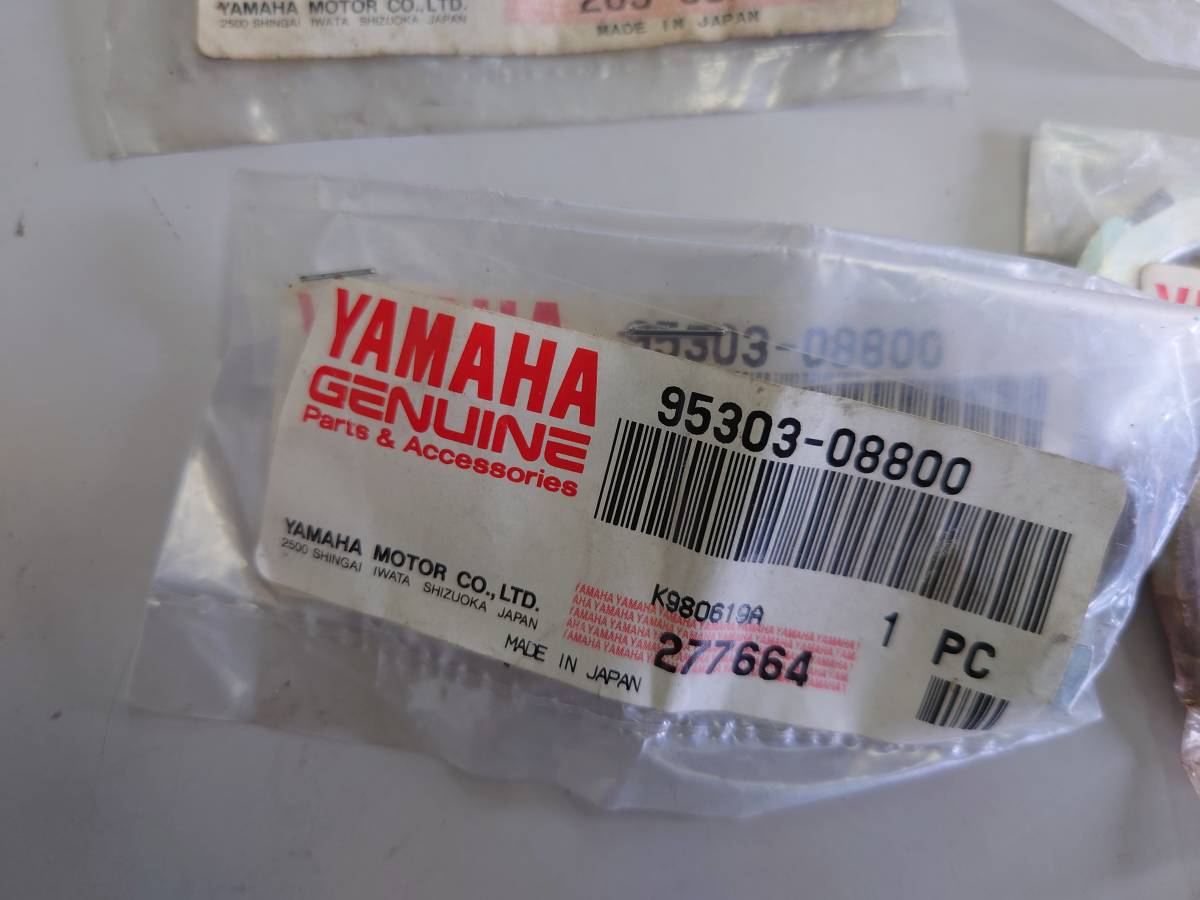 YAMAHA MOTOR CO.,LTD.
2500 SHINGAI IWATA SHIZUOKA JAPAN
MADE IN JAPAN
95303-08800
YAMAHA
GENUINE
Parts & Accessories
95303-08800
YAMAHA MOTOR CO.,LTD.
2500 SHINGAI IWATA SHIZUOKA JAPAN
MADE IN JAPAN
K980619A
277664
1 PC